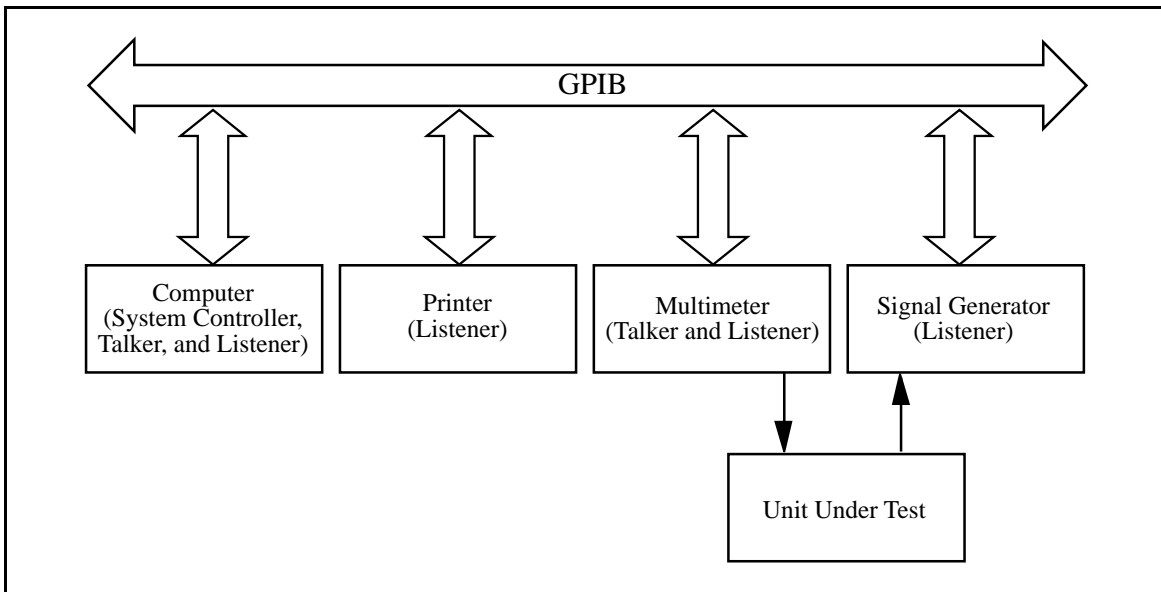 GPIB
Computer
(System Controller,
Talker, and Listener)
Printer
(Listener)
Multimeter
(Talker and Listener)
Signal Generator
(Listener)
Unit Under Test